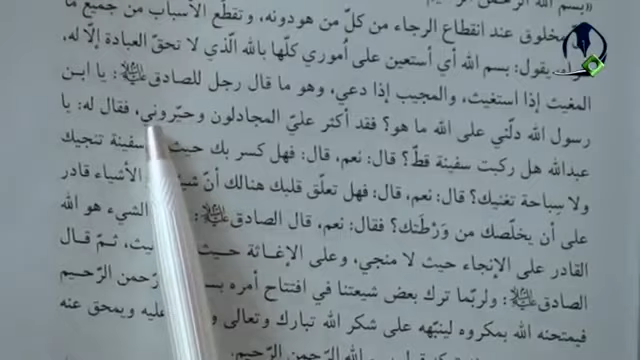 «بسم الله الرحمن الرحيم
كلّ مخلوق عند انقطاع الرجاء من كلّ من هو دونه، وتقطّع الأسباب من جميع ما
سواه يقول: بسم الله أي أستعين على أموري كلّها بالله الّذي لا تحقّ العبادة إلّا له،
المغيث إذا استغيث، والمجيب إذا دعي، وهو ما قال رجل للصادق عليه السلام: يا ابن
رسول الله دلّني على الله ما هو؟ فقد أكثر عليّ المجادلون وحيّروني، فقال له: يا
عبدالله هل ركبت سفينة قطّ؟ قال: نعم، قال: فهل كسر بك حيث سفينة تنجيك
ولا سباحة تغنيك؟ قال: نعم، قال: فهل تعلّق قلبك هنالك أنّ الأشياء قادر
على أن يخلّصك من وَرْطَتك؟ فقال: نعم، قال الصادق عليه السلام: الشيء هو الله
القادر على الإنجاء حيث لا منجي، وعلى الإغاثة حيث ثمّ قال
الصادق عليه السلام: ولربّما ترك بعض شيعتنا في افتتاح أمره الرّحمن الرّحيم
فيمتحنه الله بمكروه لينبّهه على شكر الله تبارك وتعالى عليه ويمحق عنه
الله الرّحمن الرّحيم.